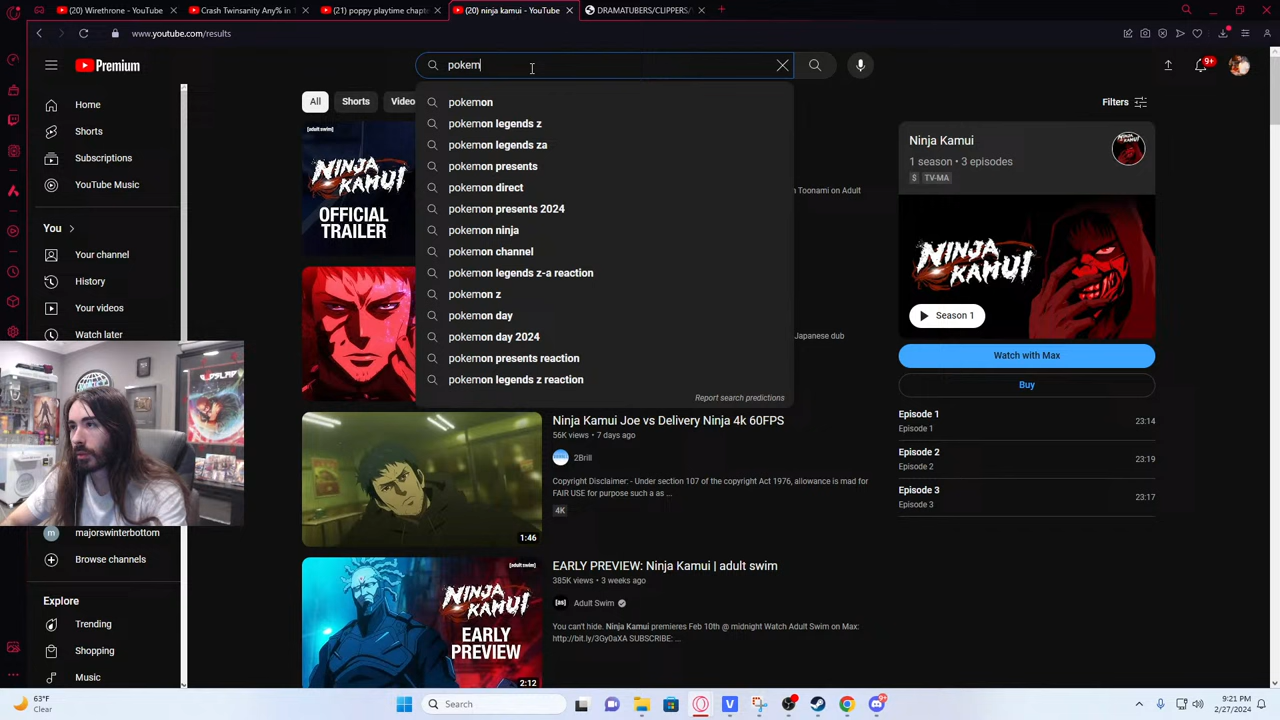 (20) Wirethrone - YouTube
Crash Twinsanity Any% in 1
(21) poppy playtime chapte
(20) ninja kamui - YouTube
DRAMATUBERS/CLIPPERS/
www.youtube.com/results
Premium
pokem
9+
All
Shorts
Video
Filters
Home
Shorts
Subscriptions
YouTube Music
You
Your channel
History
Your videos
Watch later
majorswinterbottom
Browse channels
Explore
Trending
Shopping
Music
pokemon
pokemon legends z
pokemon legends za
pokemon presents
pokemon direct
pokemon presents 2024
pokemon ninja
pokemon channel
pokemon legends z-a reaction
pokemon z
pokemon day
pokemon day 2024
pokemon presents reaction
pokemon legends z reaction
Report search predictions
[adult swim]
NINJA
KAMUI
OFFICIAL
TRAILER
n Toonami on Adult
Japanese dub
Ninja Kamui Joe vs Delivery Ninja 4k 60FPS
56K views • 7 days ago
2Brill
Copyright Disclaimer: - Under section 107 of the copyright Act 1976, allowance is made for
FAIR USE for purpose such a as ...
4K
1:46
EARLY PREVIEW: Ninja Kamui | adult swim
385K views • 3 weeks ago
Adult Swim
You can't hide. Ninja Kamui premieres Feb 10th @ midnight Watch Adult Swim on Max:
http://bit.ly/3Gy0aXA SUBSCRIBE: ...
[adult swim]
NINJA
KAMUI
EARLY
PREVIEW
2:12
Ninja Kamui
1 season • 3 episodes
$ TV-MA
NINJA
KAMUI
Season 1
Watch with Max
Buy
Episode 1
Episode 1
23:14
Episode 2
Episode 2
23:19
Episode 3
Episode 3
23:17
63°F
Clear
Search
9+
9:21 PM
2/27/2024